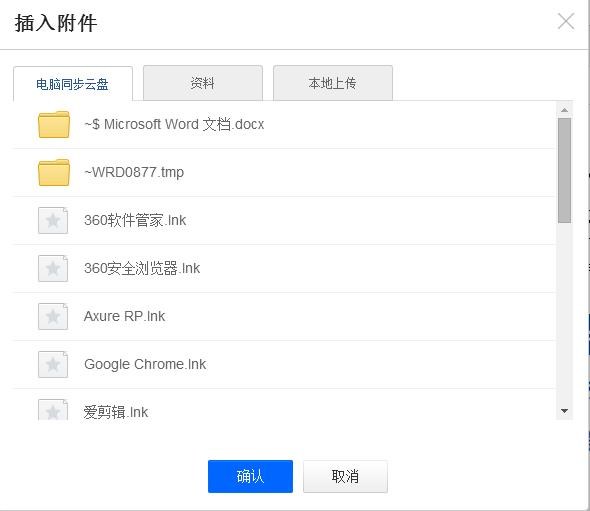 插入附件
电脑同步云盘
资料
本地上传
~$ Microsoft Word 文档.docx
~WRD0877.tmp
360软件管家.lnk
360安全浏览器.lnk
Axure RP.lnk
Google Chrome.lnk
爱剪辑.lnk
确认
取消